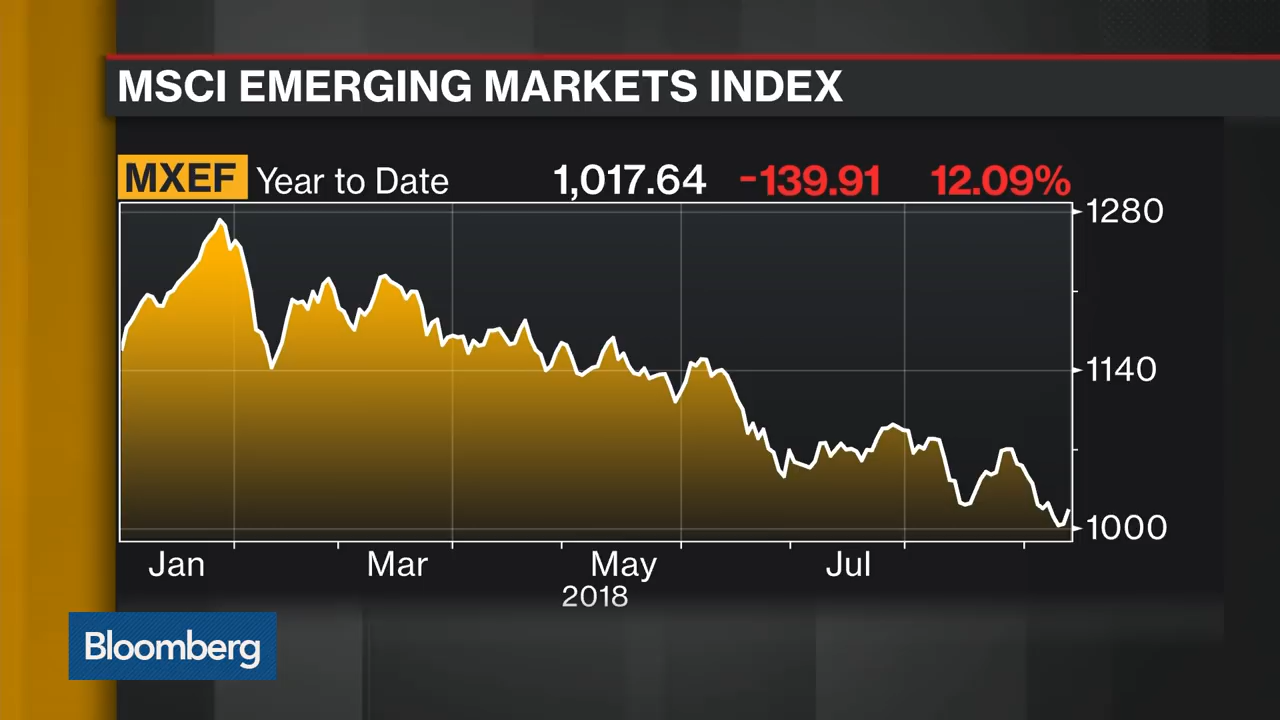 MSCI EMERGING MARKETS INDEX
MXEF Year to Date 1,017.64 -139.91 12.09%
1280
1140
1000
Jan Mar May Jul
2018
Bloomberg